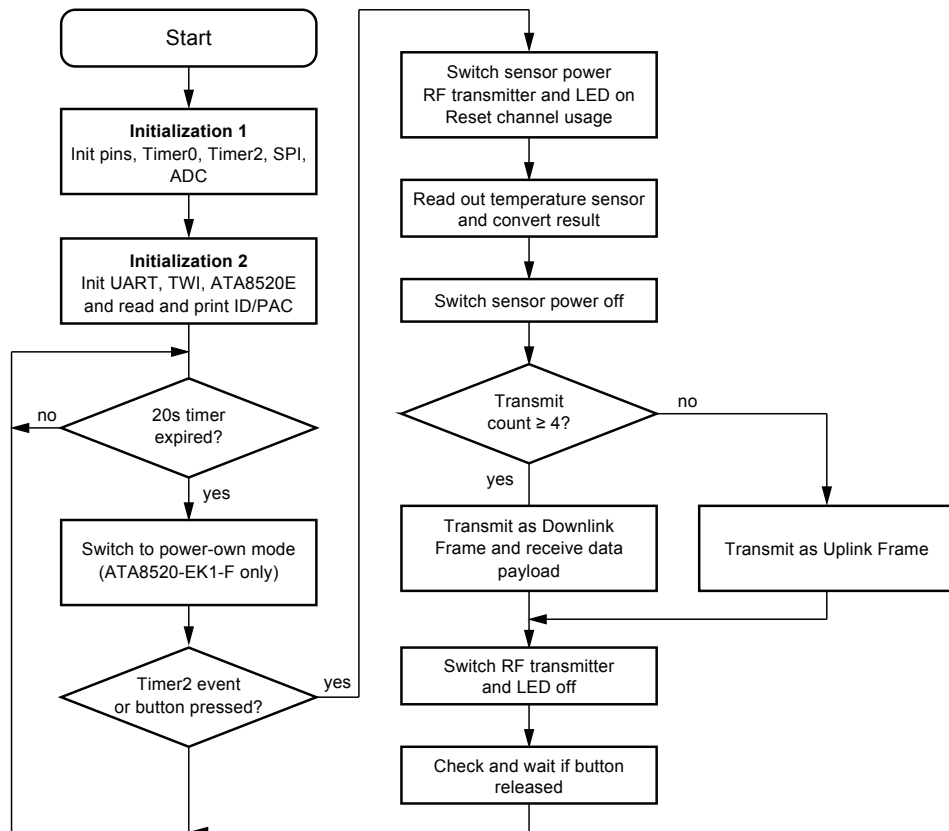 Start
Initialization 1
Init pins, Timer0, Timer2, SPI,
ADC
Initialization 2
Init UART, TWI, ATA8520E
and read and print ID/PAC
no
20s timer
expired?
yes
Switch to power-own mode
(ATA8520-EK1-F only)
Timer2 event
or button pressed?
yes
Switch sensor power
RF transmitter and LED on
Reset channel usage
Read out temperature sensor
and convert result
Switch sensor power off
Transmit
count ≥ 4?
no
yes
Transmit as Downlink
Frame and receive data
payload
Transmit as Uplink Frame
Switch RF transmitter
and LED off
Check and wait if button
released